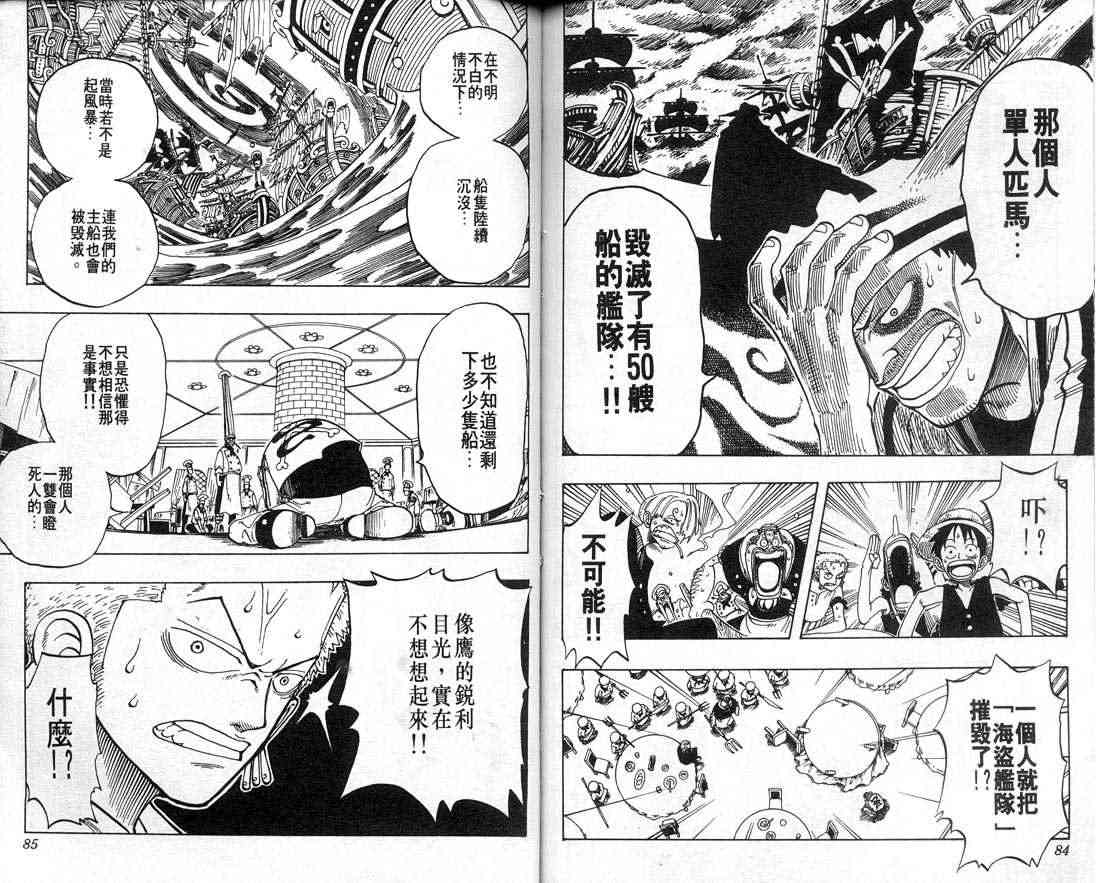 那個人
單人匹馬…
毀滅了有50艘
船的艦隊…!!
吓!?
不可能!!
一個人就把
「海盜艦隊」
摧毀了!?
84
在不明
不白的
情況下…
船隻陸續
沉沒…
當時若不是
起風暴…
連我們的
主船也會
被毀滅。
也不知道還剩
下多少隻船…
只是恐懼得
不想相信那
是事實!!
那個人
一雙會瞪
死人的…
像鷹的銳利
目光，實在
不想想起來!!
什麼!?
85